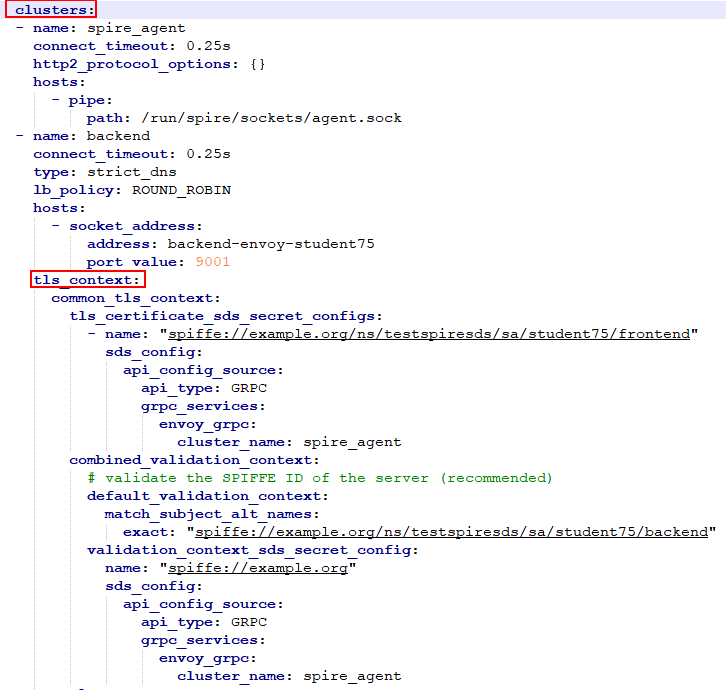 clusters:
- name: spire_agent
connect_timeout: 0.25s
http2_protocol_options: {}
hosts:
- pipe:
path: /run/spire/sockets/agent.sock
- name: backend
connect_timeout: 0.25s
type: strict_dns
lb_policy: ROUND_ROBIN
hosts:
- socket_address:
address: backend-envoy-student75
port_value: 9001
tls_context:
common_tls_context:
tls_certificate_sds_secret_configs:
- name: "spiffe://example.org/ns/testspiresds/sa/student75/frontend"
sds_config:
api_config_source:
api_type: GRPC
grpc_services:
envoy_grpc:
cluster_name: spire_agent
combined_validation_context:
# validate the SPIFFE ID of the server (recommended)
default_validation_context:
match_subject_alt_names:
exact: "spiffe://example.org/ns/testspiresds/sa/student75/backend"
validation_context_sds_secret_config:
name: "spiffe://example.org"
sds_config:
api_config_source:
api_type: GRPC
grpc_services:
envoy_grpc:
cluster_name: spire_agent